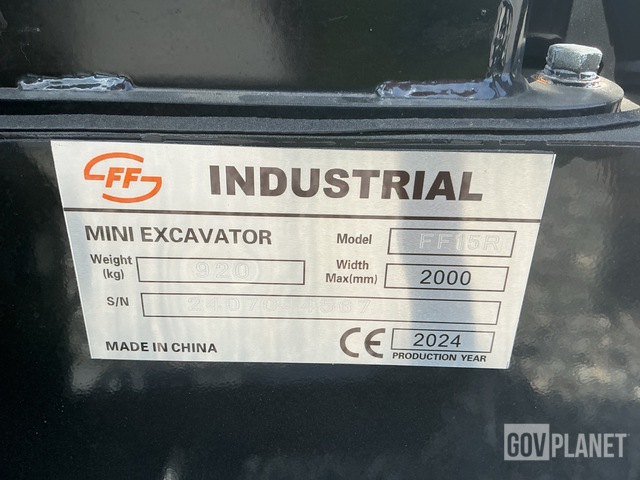 FF INDUSTRIAL
MINI EXCAVATOR
Model FF15R
Weight (kg) 920
Width Max(mm) 2000
S/N
MADE IN CHINA
CE 2024
PRODUCTION YEAR
GOVPLANET